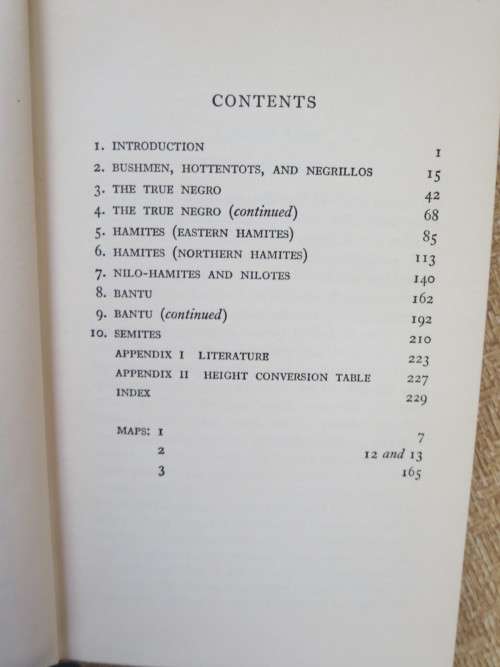 CONTENTS
1. INTRODUCTION 1
2. BUSHMEN, HOTTENTOTS, AND NEGRILLOS 15
3. THE TRUE NEGRO 42
4. THE TRUE NEGRO (continued) 68
5. HAMITES (EASTERN HAMITES) 85
6. HAMITES (NORTHERN HAMITES) 113
7. NILO-HAMITES AND NILOTES 140
8. BANTU 162
9. BANTU (continued) 192
10. SEMITES 210
APPENDIX I LITERATURE 223
APPENDIX II HEIGHT CONVERSION TABLE 227
INDEX 229
MAPS: 1 7
2 12 and 13
3 165